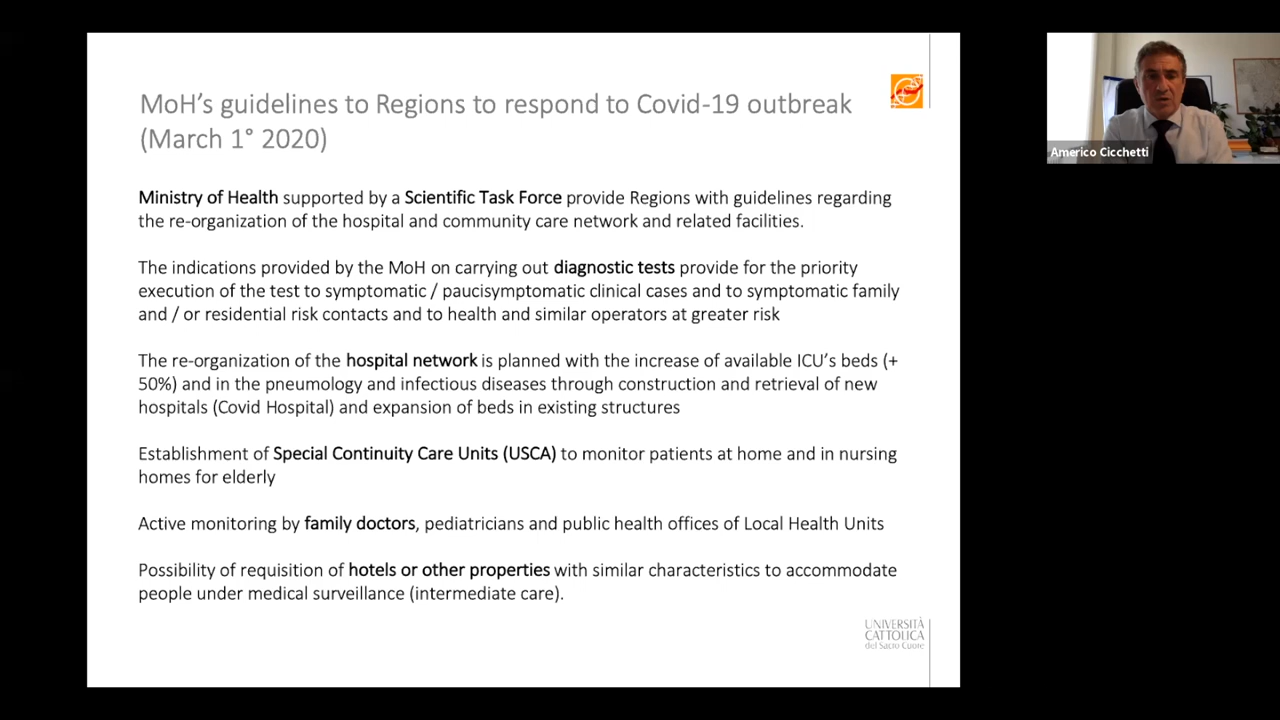 MoH's guidelines to Regions to respond to Covid-19 outbreak
(March 1° 2020)
Ministry of Health supported by a Scientific Task Force provide Regions with guidelines regarding
the re-organization of the hospital and community care network and related facilities.
The indications provided by the MoH on carrying out diagnostic tests provide for the priority
execution of the test to symptomatic / paucisymptomatic clinical cases and to symptomatic family
and / or residential risk contacts and to health and similar operators at greater risk
The re-organization of the hospital network is planned with the increase of available ICU's beds (+
50%) and in the pneumology and infectious diseases through construction and retrieval of new
hospitals (Covid Hospital) and expansion of beds in existing structures
Establishment of Special Continuity Care Units (USCA) to monitor patients at home and in nursing
homes for elderly
Active monitoring by family doctors, pediatricians and public health offices of Local Health Units
Possibility of requisition of hotels or other properties with similar characteristics to accommodate
people under medical surveillance (intermediate care).
UNIVERSITÀ
CATTOLICA
del Sacro Cuore
Americo Cicchetti